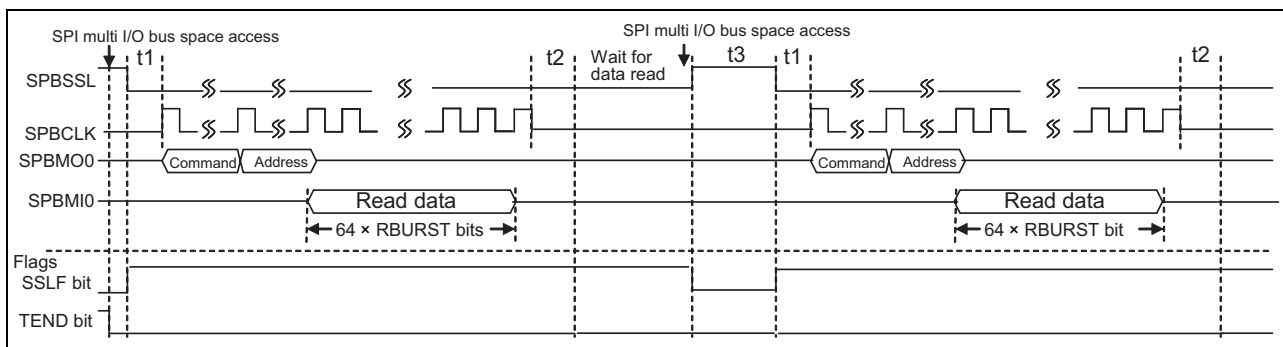 SPI multi I/O bus space access
SPI multi I/O bus space access
t1
t2
Wait for
data read
t3
t1
t2
SPBSSL
SPBCLK
SPBMO0
Command
Address
Command
Address
SPBMI0
Read data
Read data
64 × RBURST bits
64 × RBURST bit
Flags
SSLF bit
TEND bit